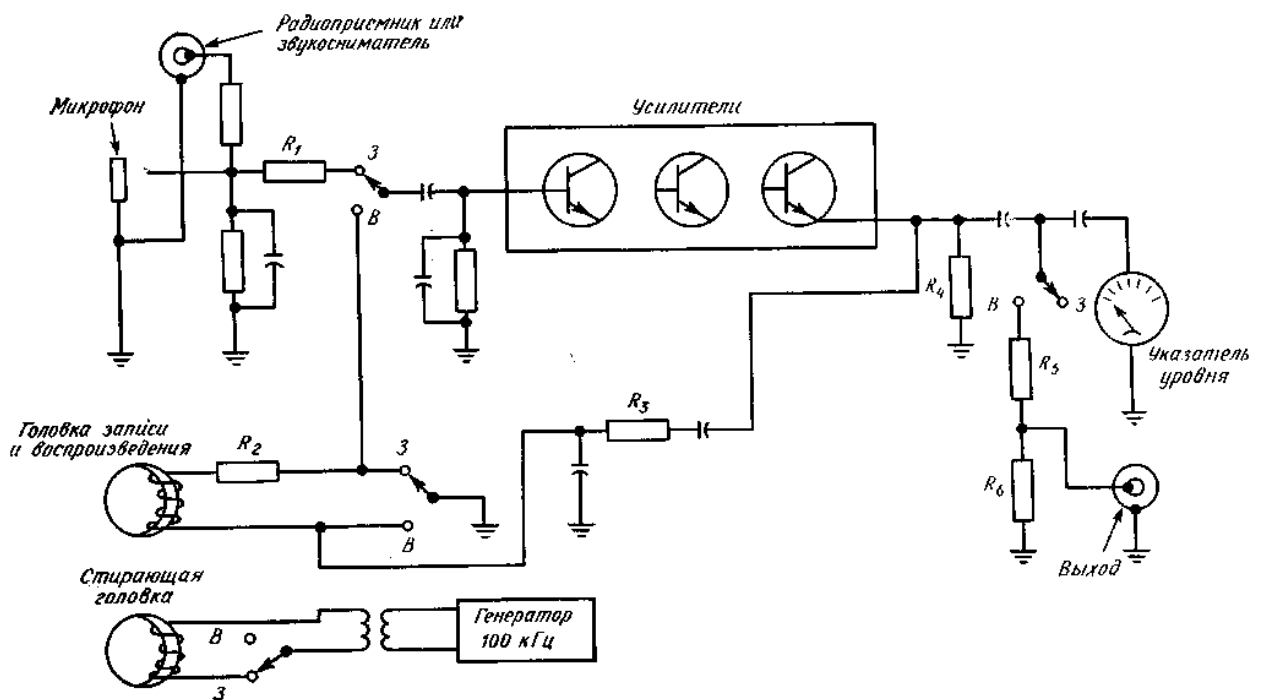 Радиоприемник или
звукосниматель
Микрофон
R1
З
В
Усилители
R4
В
З
Указатель
уровня
R5
R3
Головка записи
и воспроизведения
R2
З
В
R6
Выход
Стирающая
головка
В
З
Генератор
100 кГц